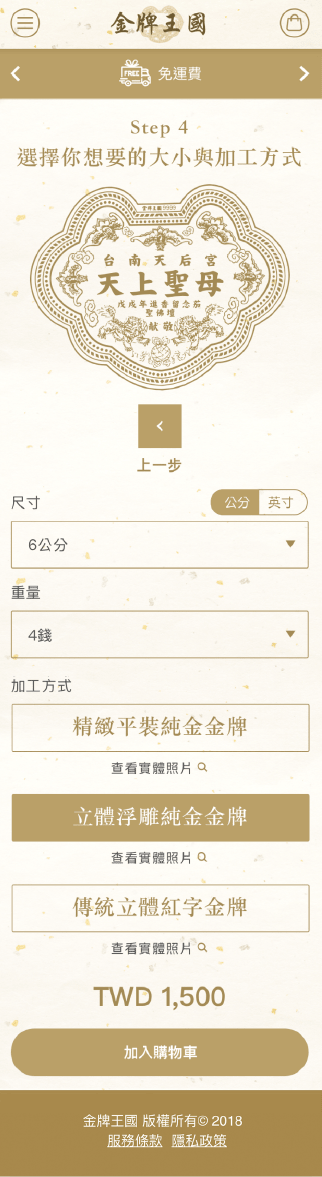 金牌王國
FREE
免運費
Step 4
選擇你想要的大小與加工方式
金牌王國 9999
台南天后宮
天上聖母
戊戌年進香留念茄
聖佛壇
献敬
上一步
尺寸
公分 英寸
6公分
重量
4錢
加工方式
精緻平裝純金金牌
查看實體照片
立體浮雕純金金牌
查看實體照片
傳統立體紅字金牌
查看實體照片
TWD 1,500
加入購物車
金牌王國 版權所有© 2018
服務條款 隱私政策